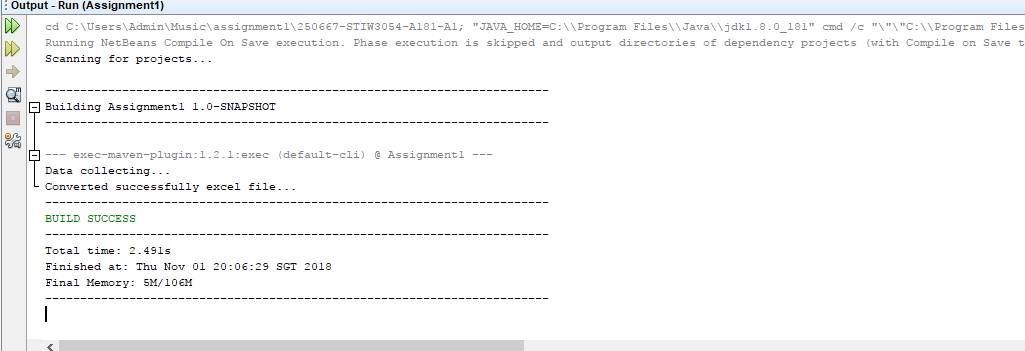 Output - Run (Assignment1)
cd C:\Users\Admin\Music\assignment1\250667-STIW3054-A181-A1; "JAVA_HOME=C:\\Program Files\\Java\\jdk1.8.0_181" cmd /c "\"\"C:\\Program Files
Running NetBeans Compile On Save execution. Phase execution is skipped and output directories of dependency projects (with Compile on Save t
Scanning for projects...
------------------------------------------------------------------------
Building Assignment1 1.0-SNAPSHOT
------------------------------------------------------------------------
--- exec-maven-plugin:1.2.1:exec (default-cli) @ Assignment1 ---
Data collecting...
Converted successfully excel file...
------------------------------------------------------------------------
BUILD SUCCESS
------------------------------------------------------------------------
Total time: 2.491s
Finished at: Thu Nov 01 20:06:29 SGT 2018
Final Memory: 5M/106M
------------------------------------------------------------------------